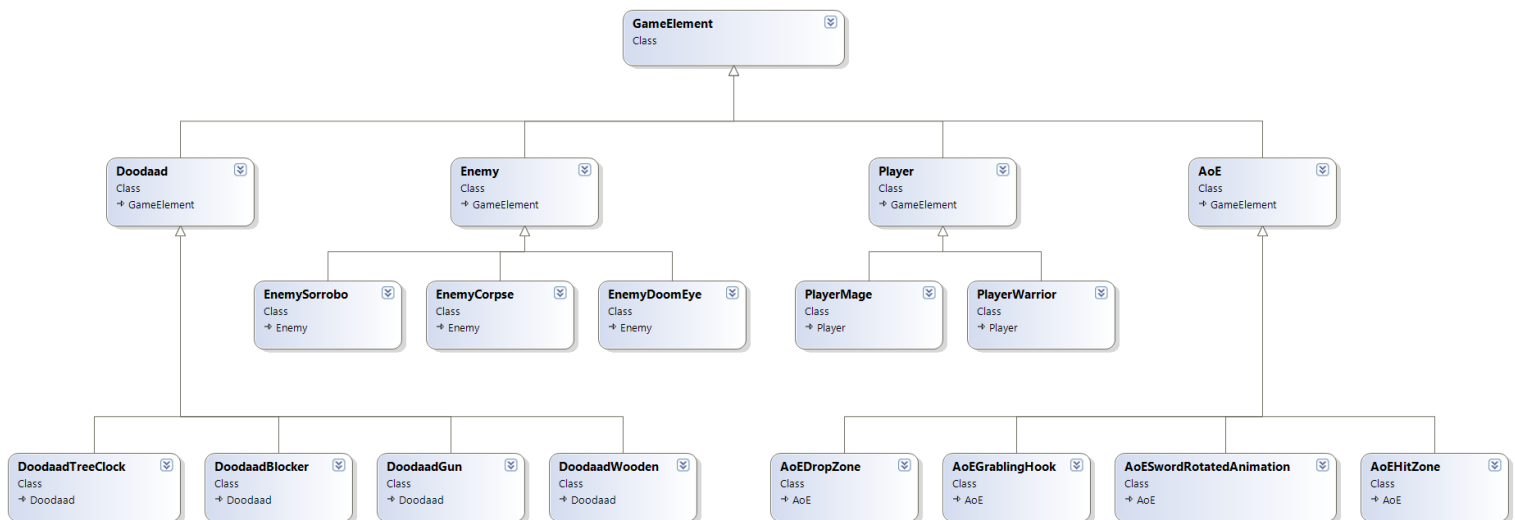 GameElement
Class
Doodaad
Class
GameElement
Enemy
Class
GameElement
Player
Class
GameElement
AoE
Class
GameElement
EnemySorrobo
Class
Enemy
EnemyCorpse
Class
Enemy
EnemyDoomEye
Class
Enemy
PlayerMage
Class
Player
PlayerWarrior
Class
Player
DoodaadTreeClock
Class
Doodaad
DoodaadBlocker
Class
Doodaad
DoodaadGun
Class
Doodaad
DoodaadWooden
Class
Doodaad
AoEDropZone
Class
AoE
AoEGrablingHook
Class
AoE
AoESwordRotatedAnimation
Class
AoE
AoEHitZone
Class
AoE